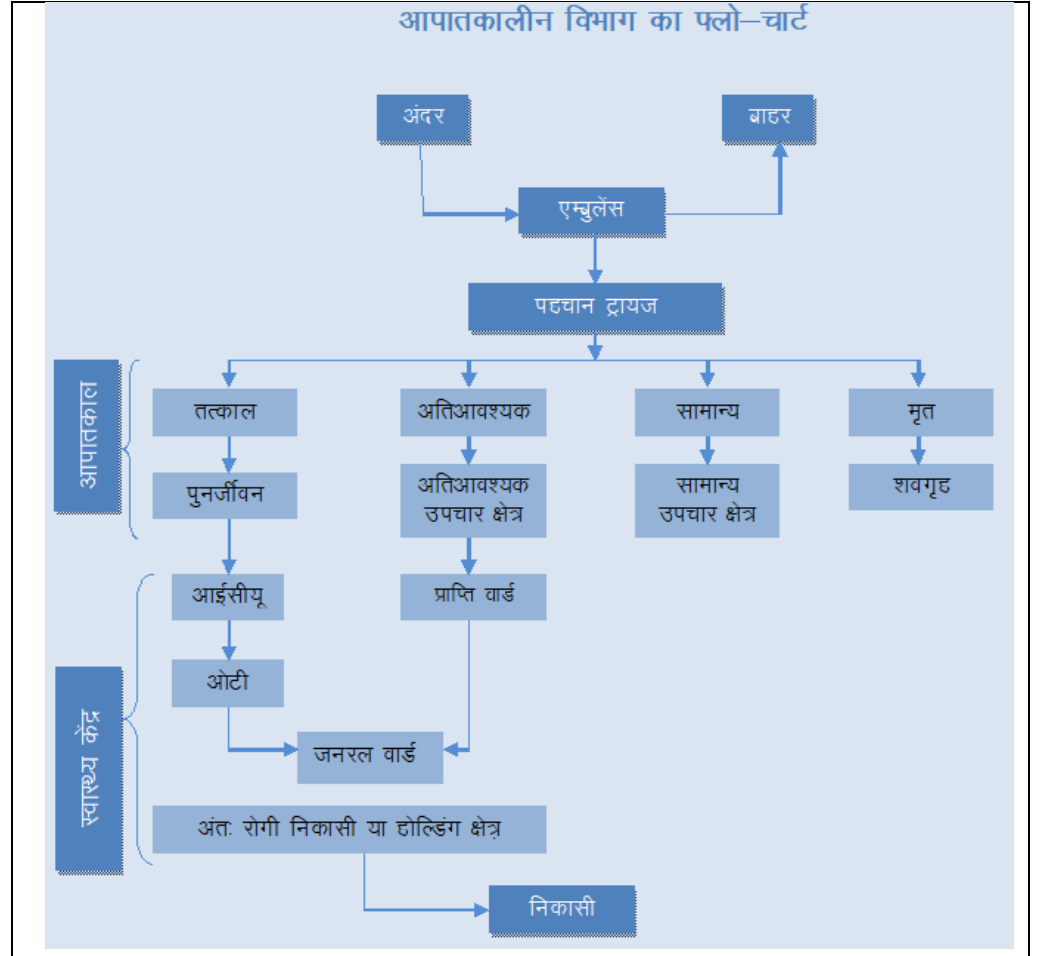 आपातकालीन विभाग का फ्लो–चार्ट
अंदर
बाहर
एम्बुलेंस
पहचान ट्रायज
आपातकाल
तत्काल
अतिआवश्यक
सामान्य
मृत
पुनर्जीवन
अतिआवश्यक
उपचार क्षेत्र
सामान्य
उपचार क्षेत्र
शवगृह
स्वास्थ्य केंद्र
आईसीयू
प्राप्ति वार्ड
ओटी
जनरल वार्ड
अंतः रोगी निकासी या होल्डिंग क्षेत्र
निकासी